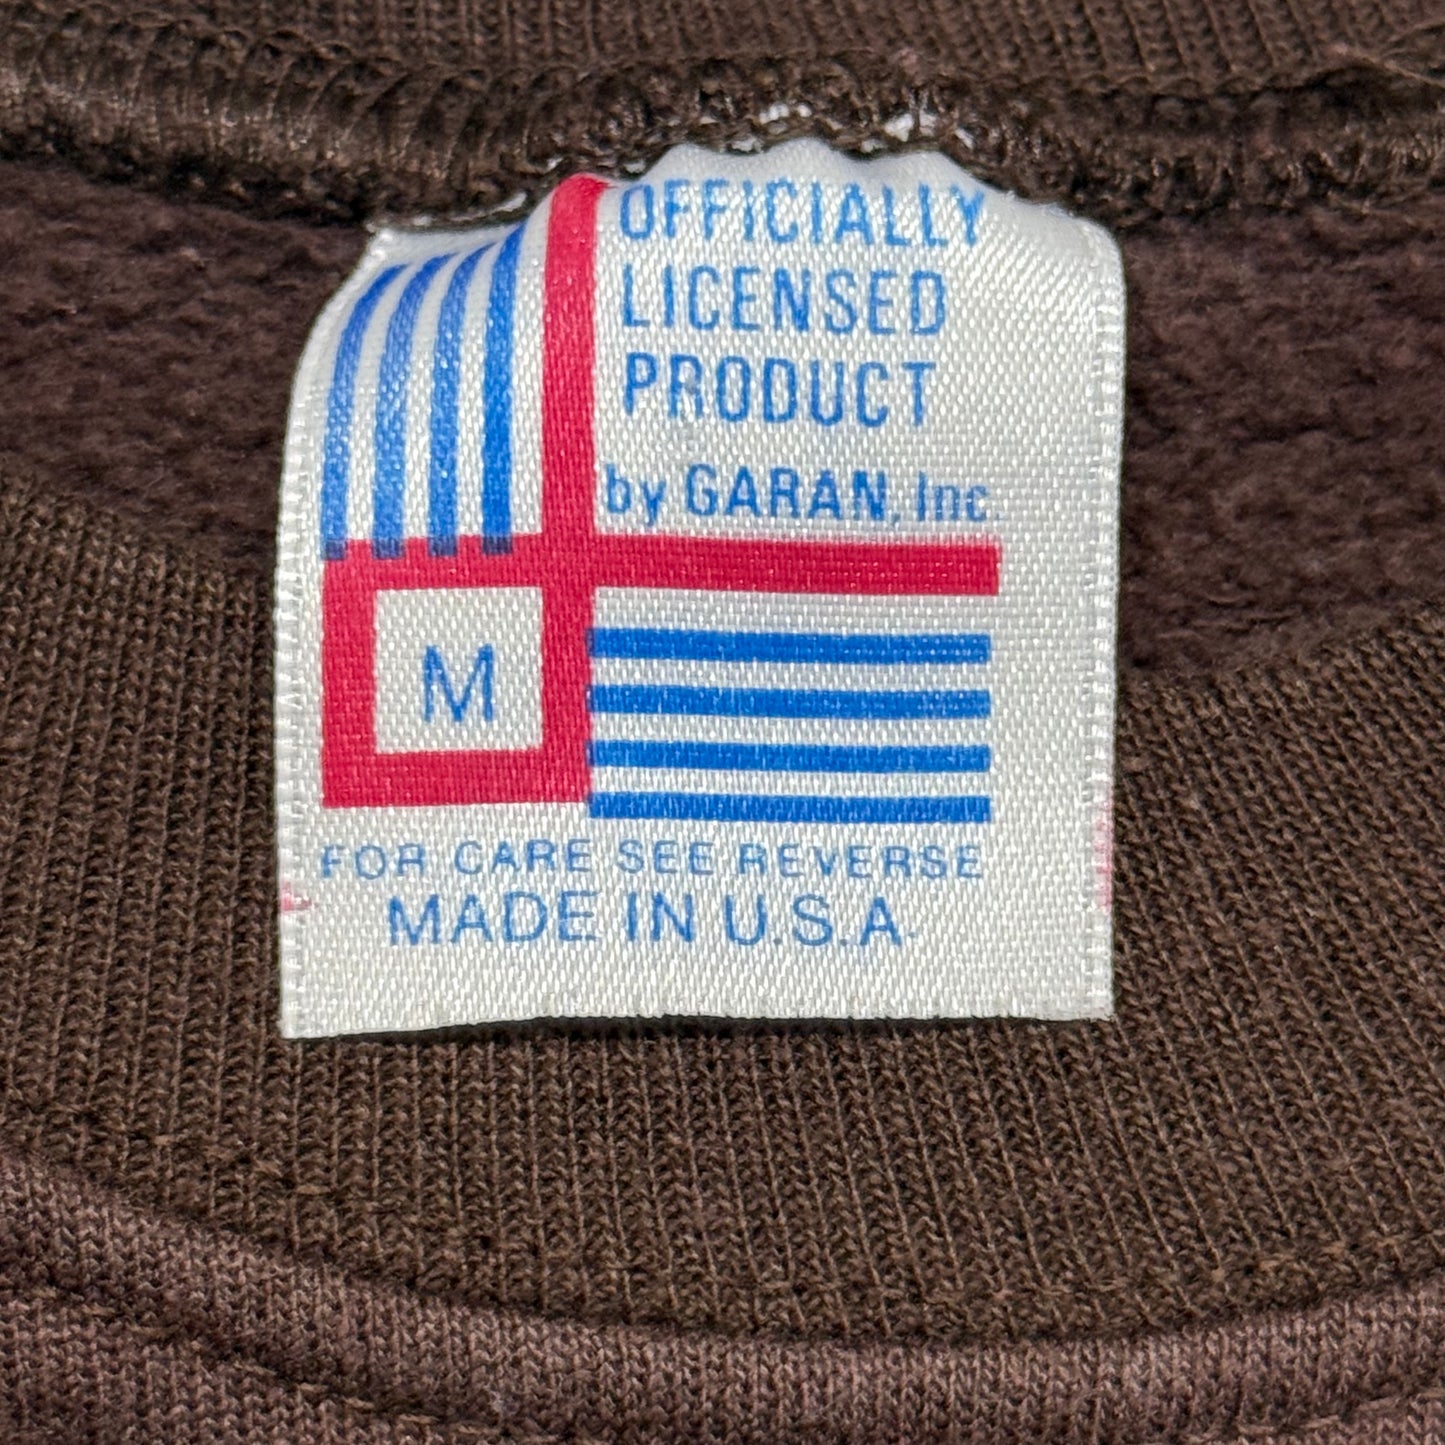 OFFICIALLY
LICENSED
PRODUCT
by GARAN, Inc.
M
FOR CARE SEE REVERSE
MADE IN U.S.A.